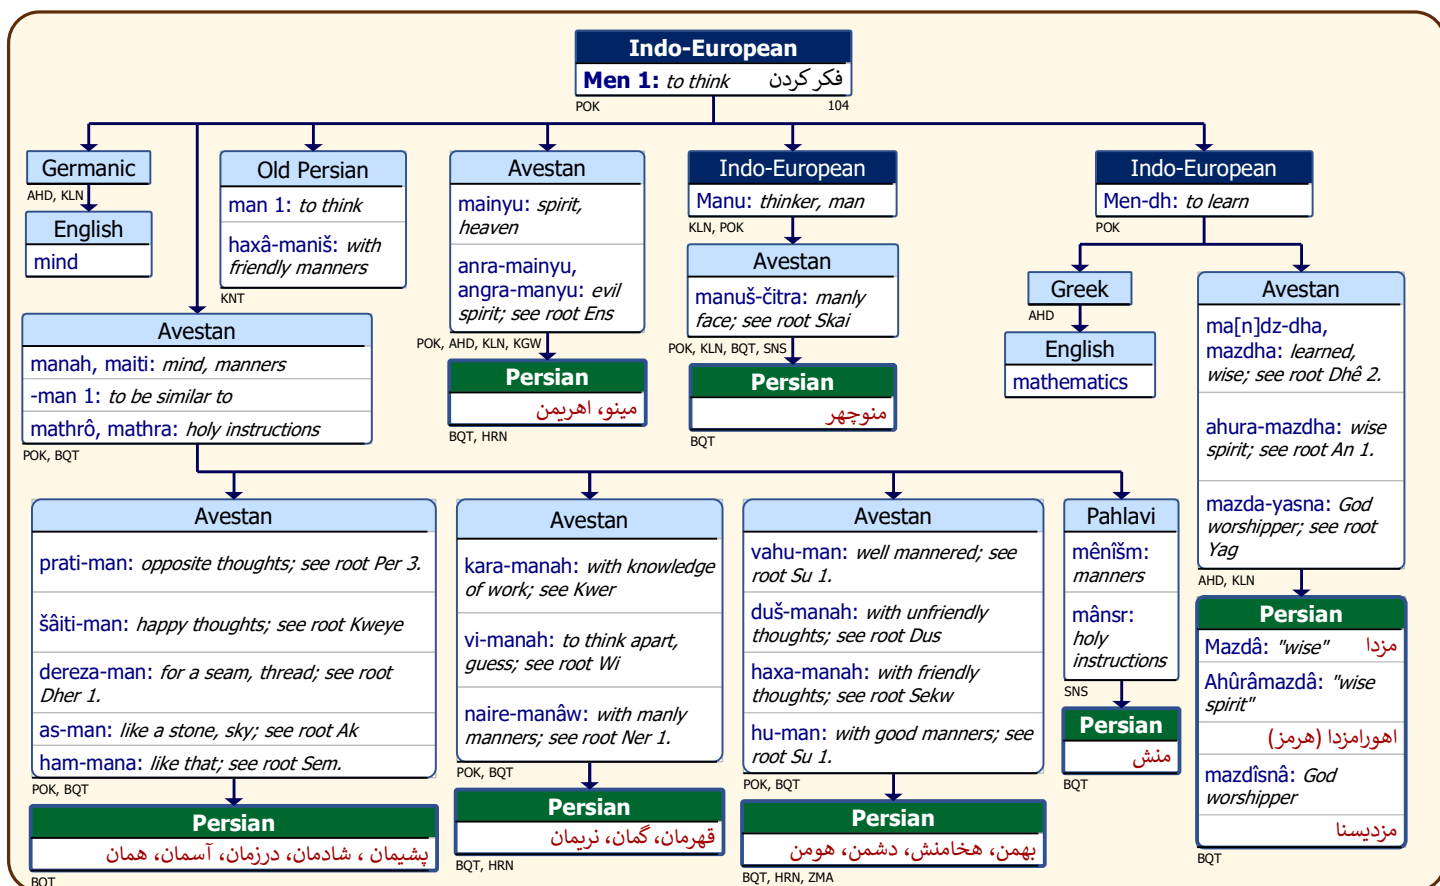 Indo-European
Men 1: to think فکر کردن
POK 104
Germanic
AHD, KLN
English
mind
Old Persian
man 1: to think
haxâ-maniš: with
friendly manners
KNT
Avestan
mainyu: spirit,
heaven
anra-mainyu,
angra-manyu: evil
spirit; see root Ens
POK, AHD, KLN, KGW
Persian
مینو، اهریمن
BQT, HRN
Indo-European
Manu: thinker, man
KLN, POK
Avestan
manuš-čitra: manly
face; see root Skai
POK, KLN, BQT, SNS
Persian
منوچهر
BQT
Indo-European
Men-dh: to learn
POK
Greek
AHD
English
mathematics
Avestan
ma[n]dz-dha,
mazdha: learned,
wise; see root Dhê 2.
ahura-mazdha: wise
spirit; see root An 1.
mazda-yasna: God
worshipper; see root
Yag
AHD, KLN
Persian
Mazdâ: "wise" مزدا
Ahûrâmazdâ: "wise
spirit"
اهورامزدا (هرمز)
mazdîsnâ: God
worshipper
مزدیسنا
BQT
Avestan
manah, maiti: mind, manners
-man 1: to be similar to
mathrô, mathra: holy instructions
POK, BQT
Avestan
prati-man: opposite thoughts; see root Per 3.
šâiti-man: happy thoughts; see root Kweye
dereza-man: for a seam, thread; see root
Dher 1.
as-man: like a stone, sky; see root Ak
ham-mana: like that; see root Sem.
POK, BQT
Persian
پشیمان ، شادمان، درزمان، آسمان، همان
BQT
Avestan
kara-manah: with knowledge
of work; see Kwer
vi-manah: to think apart,
guess; see root Wi
naire-manâw: with manly
manners; see root Ner 1.
POK, BQT
Persian
قهرمان، گمان، نریمان
BQT, HRN
Avestan
vahu-man: well mannered; see
root Su 1.
duš-manah: with unfriendly
thoughts; see root Dus
haxa-manah: with friendly
thoughts; see root Sekw
hu-man: with good manners; see
root Su 1.
POK, BQT
Persian
بهمن، هخامنش، دشمن، هومن
BQT, HRN, ZMA
Pahlavi
mênîšm:
manners
mânsr:
holy
instructions
SNS
Persian
منش
BQT